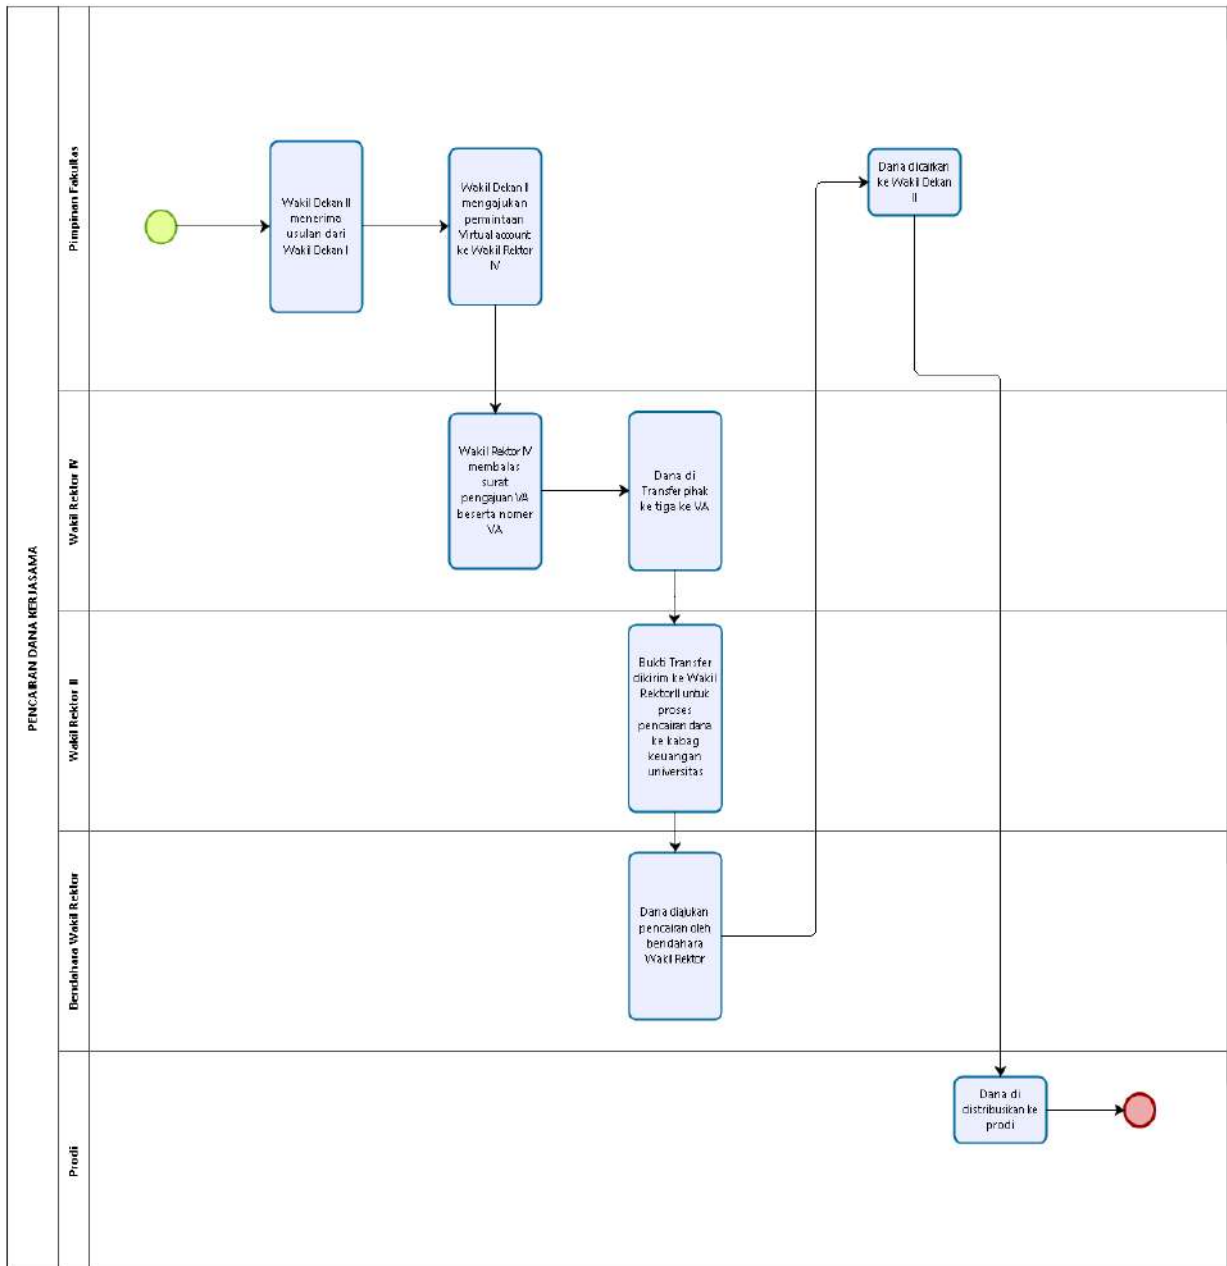 PENCAIRAN DANA KERJASAMA
Pimpinan Fakultas
Wakil Dekan II
menerima
usulan dari
Wakil Dekan I
Wakil Dekan II
mengajukan
permintaan
Virtual account
ke Wakil Rektor
IV
Dana dicairkan
ke Wakil Dekan
II
Wakil Rektor IV
Wakil Rektor IV
membalas
surat
pengajuan VA
beserta nomer
VA
Dana di
Transfer pihak
ke tiga ke VA
Wakil Rektor II
Bukti Transfer
dikirim ke Wakil
Rektor II untuk
proses
pencairan dana
ke kabag
keuangan
universitas
Bendahara Wakil Rektor
Dana diajukan
pencairan oleh
bendahara
Wakil Rektor
Prodi
Dana di
distribusikan ke
prodi